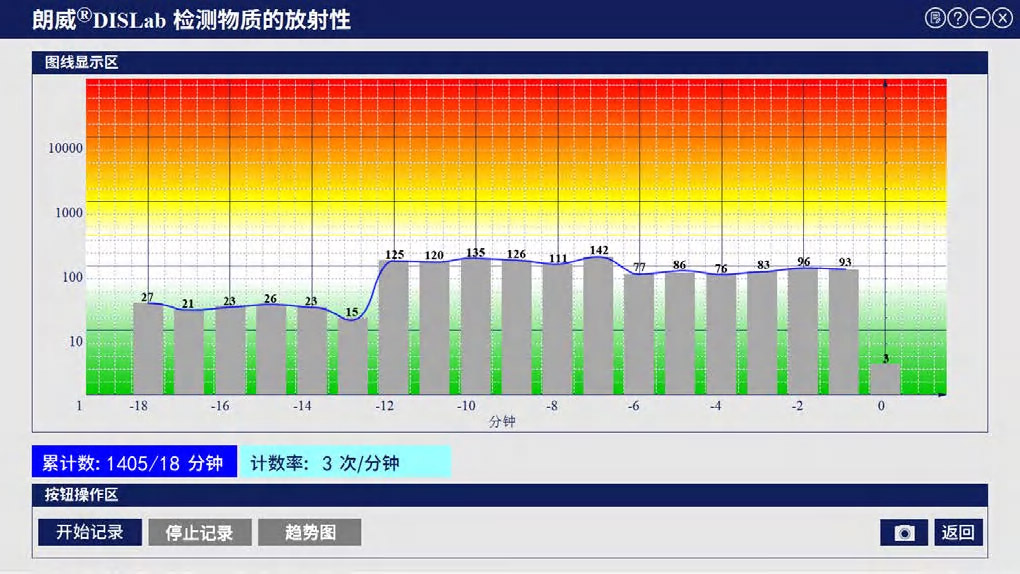 朗威®DISLab 检测物质的放射性
图线显示区
10000
1000
100
10
1
27 21 23 26 23 15 125 120 135 126 111 142 77 86 76 83 96 93 3
-18 -16 -14 -12 -10 -8 -6 -4 -2 0
分钟
累计数: 1405/18 分钟 计数率: 3 次/分钟
按钮操作区
开始记录 停止记录 趋势图 返回